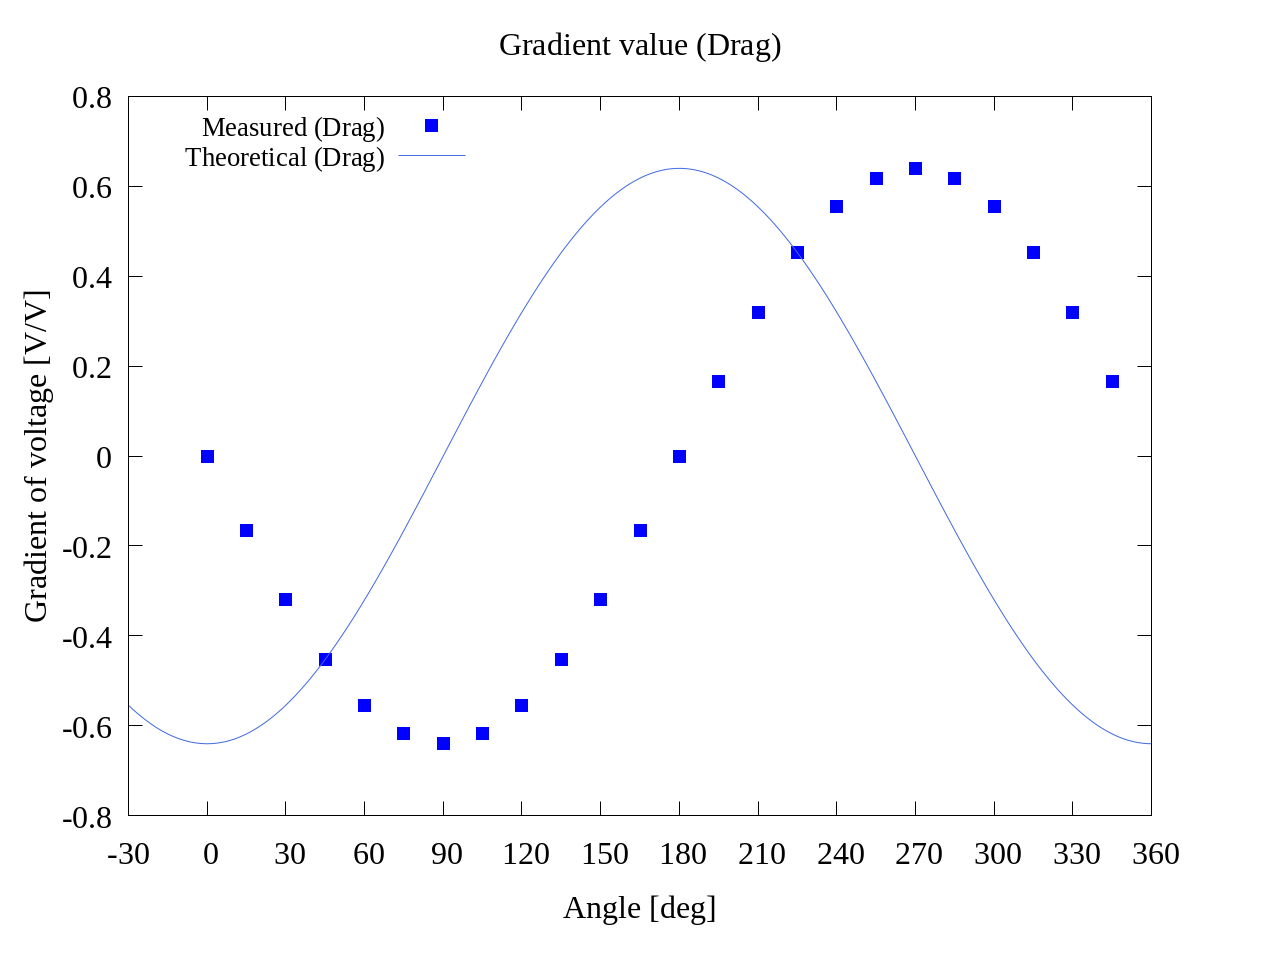 Gradient value (Drag)
Measured (Drag)
Theoretical (Drag)
0.8
0.6
0.4
0.2
0
-0.2
-0.4
-0.6
-0.8
Gradient of voltage [V/V]
-30 0 30 60 90 120 150 180 210 240 270 300 330 360
Angle [deg]